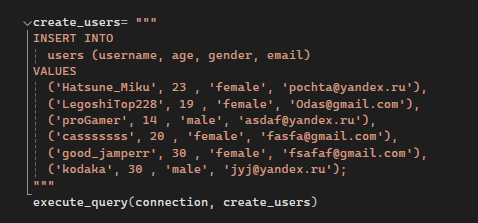 create_users= """
INSERT INTO
users (username, age, gender, email)
VALUES
('Hatsune_Miku', 23 , 'female', 'pochta@yandex.ru'),
('LegoshiTop228', 19 , 'female', 'Odas@gmail.com'),
('proGamer', 14 , 'male', 'asdaf@yandex.ru'),
('cassssssss', 20 , 'female', 'fasfa@gmail.com'),
('good_jamperr', 30 , 'female', 'fsafaf@gmail.com'),
('kodaka', 30 , 'male', 'jyj@yandex.ru');
"""
execute_query(connection, create_users)